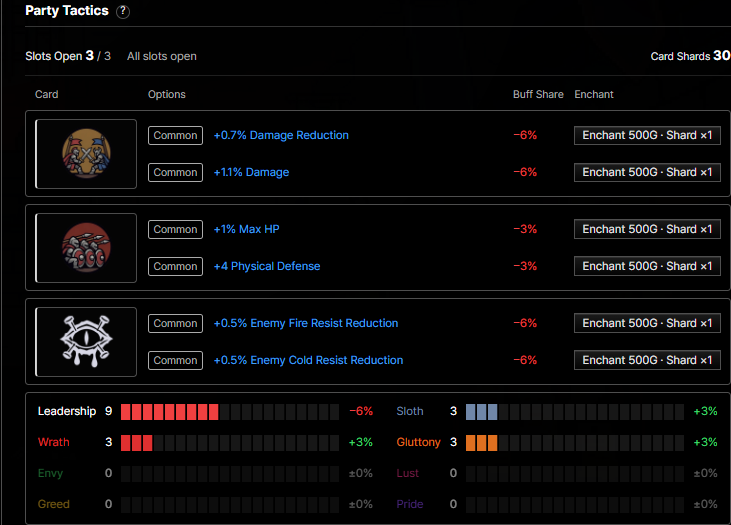 Party Tactics ?
Slots Open 3 / 3 All slots open Card Shards 30
Card Options Buff Share Enchant
Common +0.7% Damage Reduction −6% Enchant 500G · Shard ×1
Common +1.1% Damage −6% Enchant 500G · Shard ×1
Common +1% Max HP −3% Enchant 500G · Shard ×1
Common +4 Physical Defense −3% Enchant 500G · Shard ×1
Common +0.5% Enemy Fire Resist Reduction −6% Enchant 500G · Shard ×1
Common +0.5% Enemy Cold Resist Reduction −6% Enchant 500G · Shard ×1
Leadership 9 −6% Sloth 3 +3%
Wrath 3 +3% Gluttony 3 +3%
Envy 0 ±0% Lust 0 ±0%
Greed 0 ±0% Pride 0 ±0%